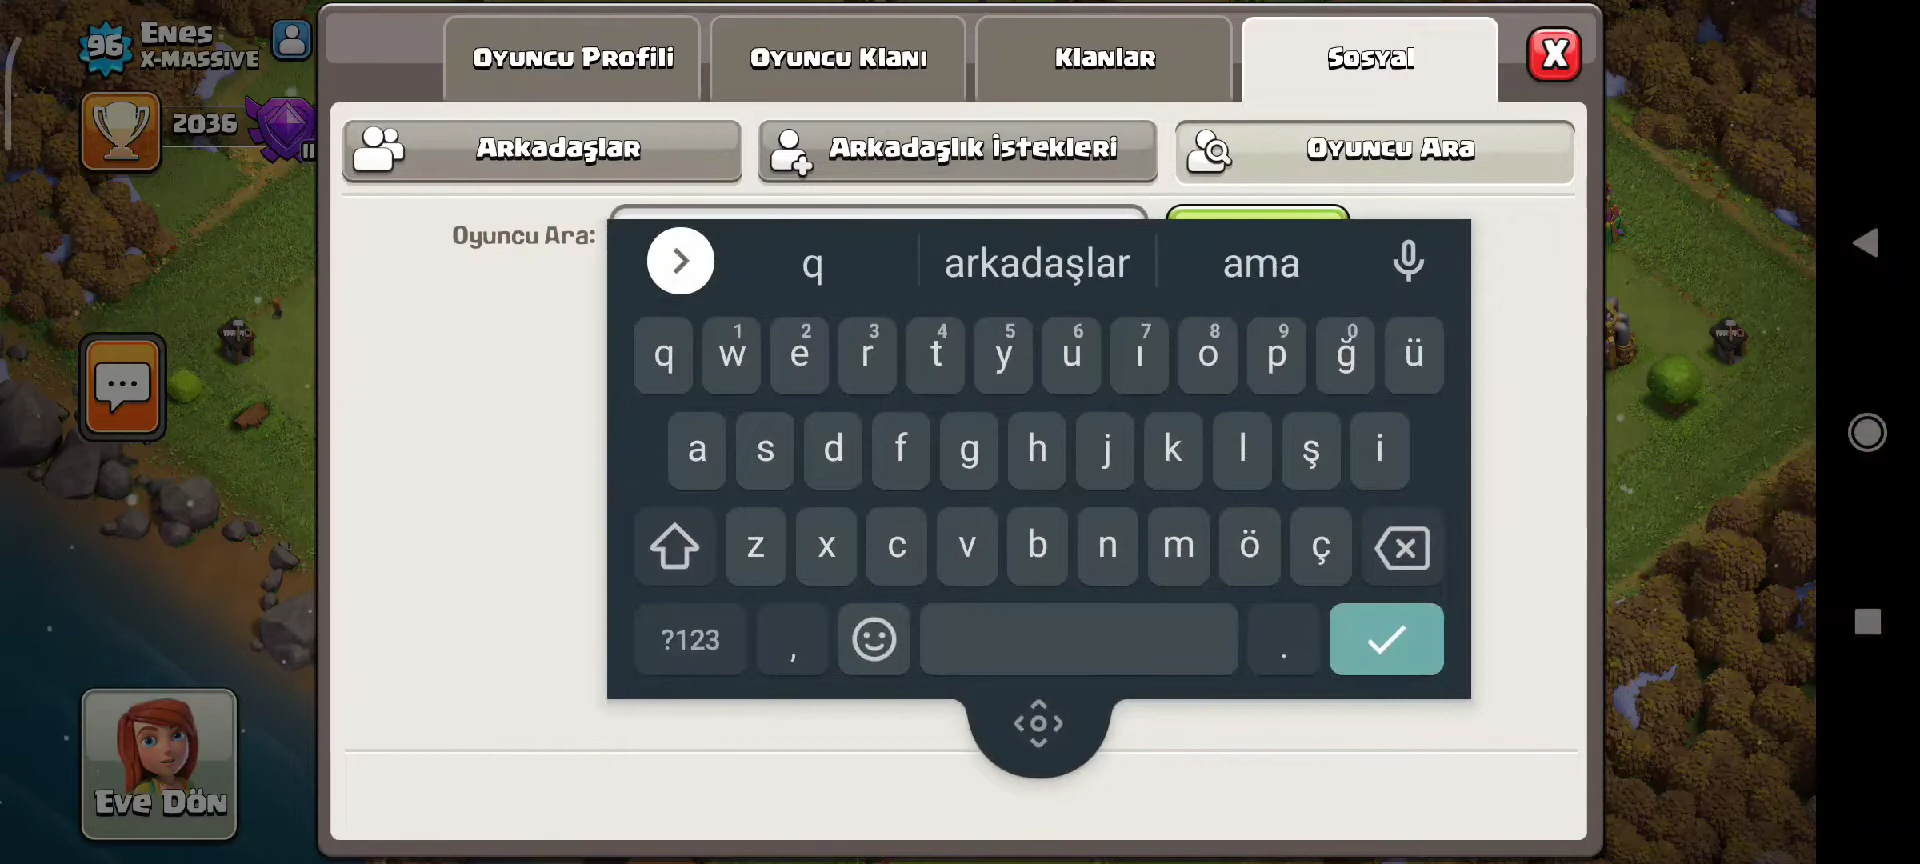 96
Enes
X-MASSIVE
2036
Oyuncu Profili
Oyuncu Klanı
Klanlar
Sosyal
X
Arkadaşlar
Arkadaşlık İstekleri
Oyuncu Ara
Oyuncu Ara:
q arkadaşlar ama
1 2 3 4 5 6 7 8 9 0
q w e r t y u ı o p ğ ü
a s d f g h j k l ş i
z x c v b n m ö ç
?123 , .
Eve Dön